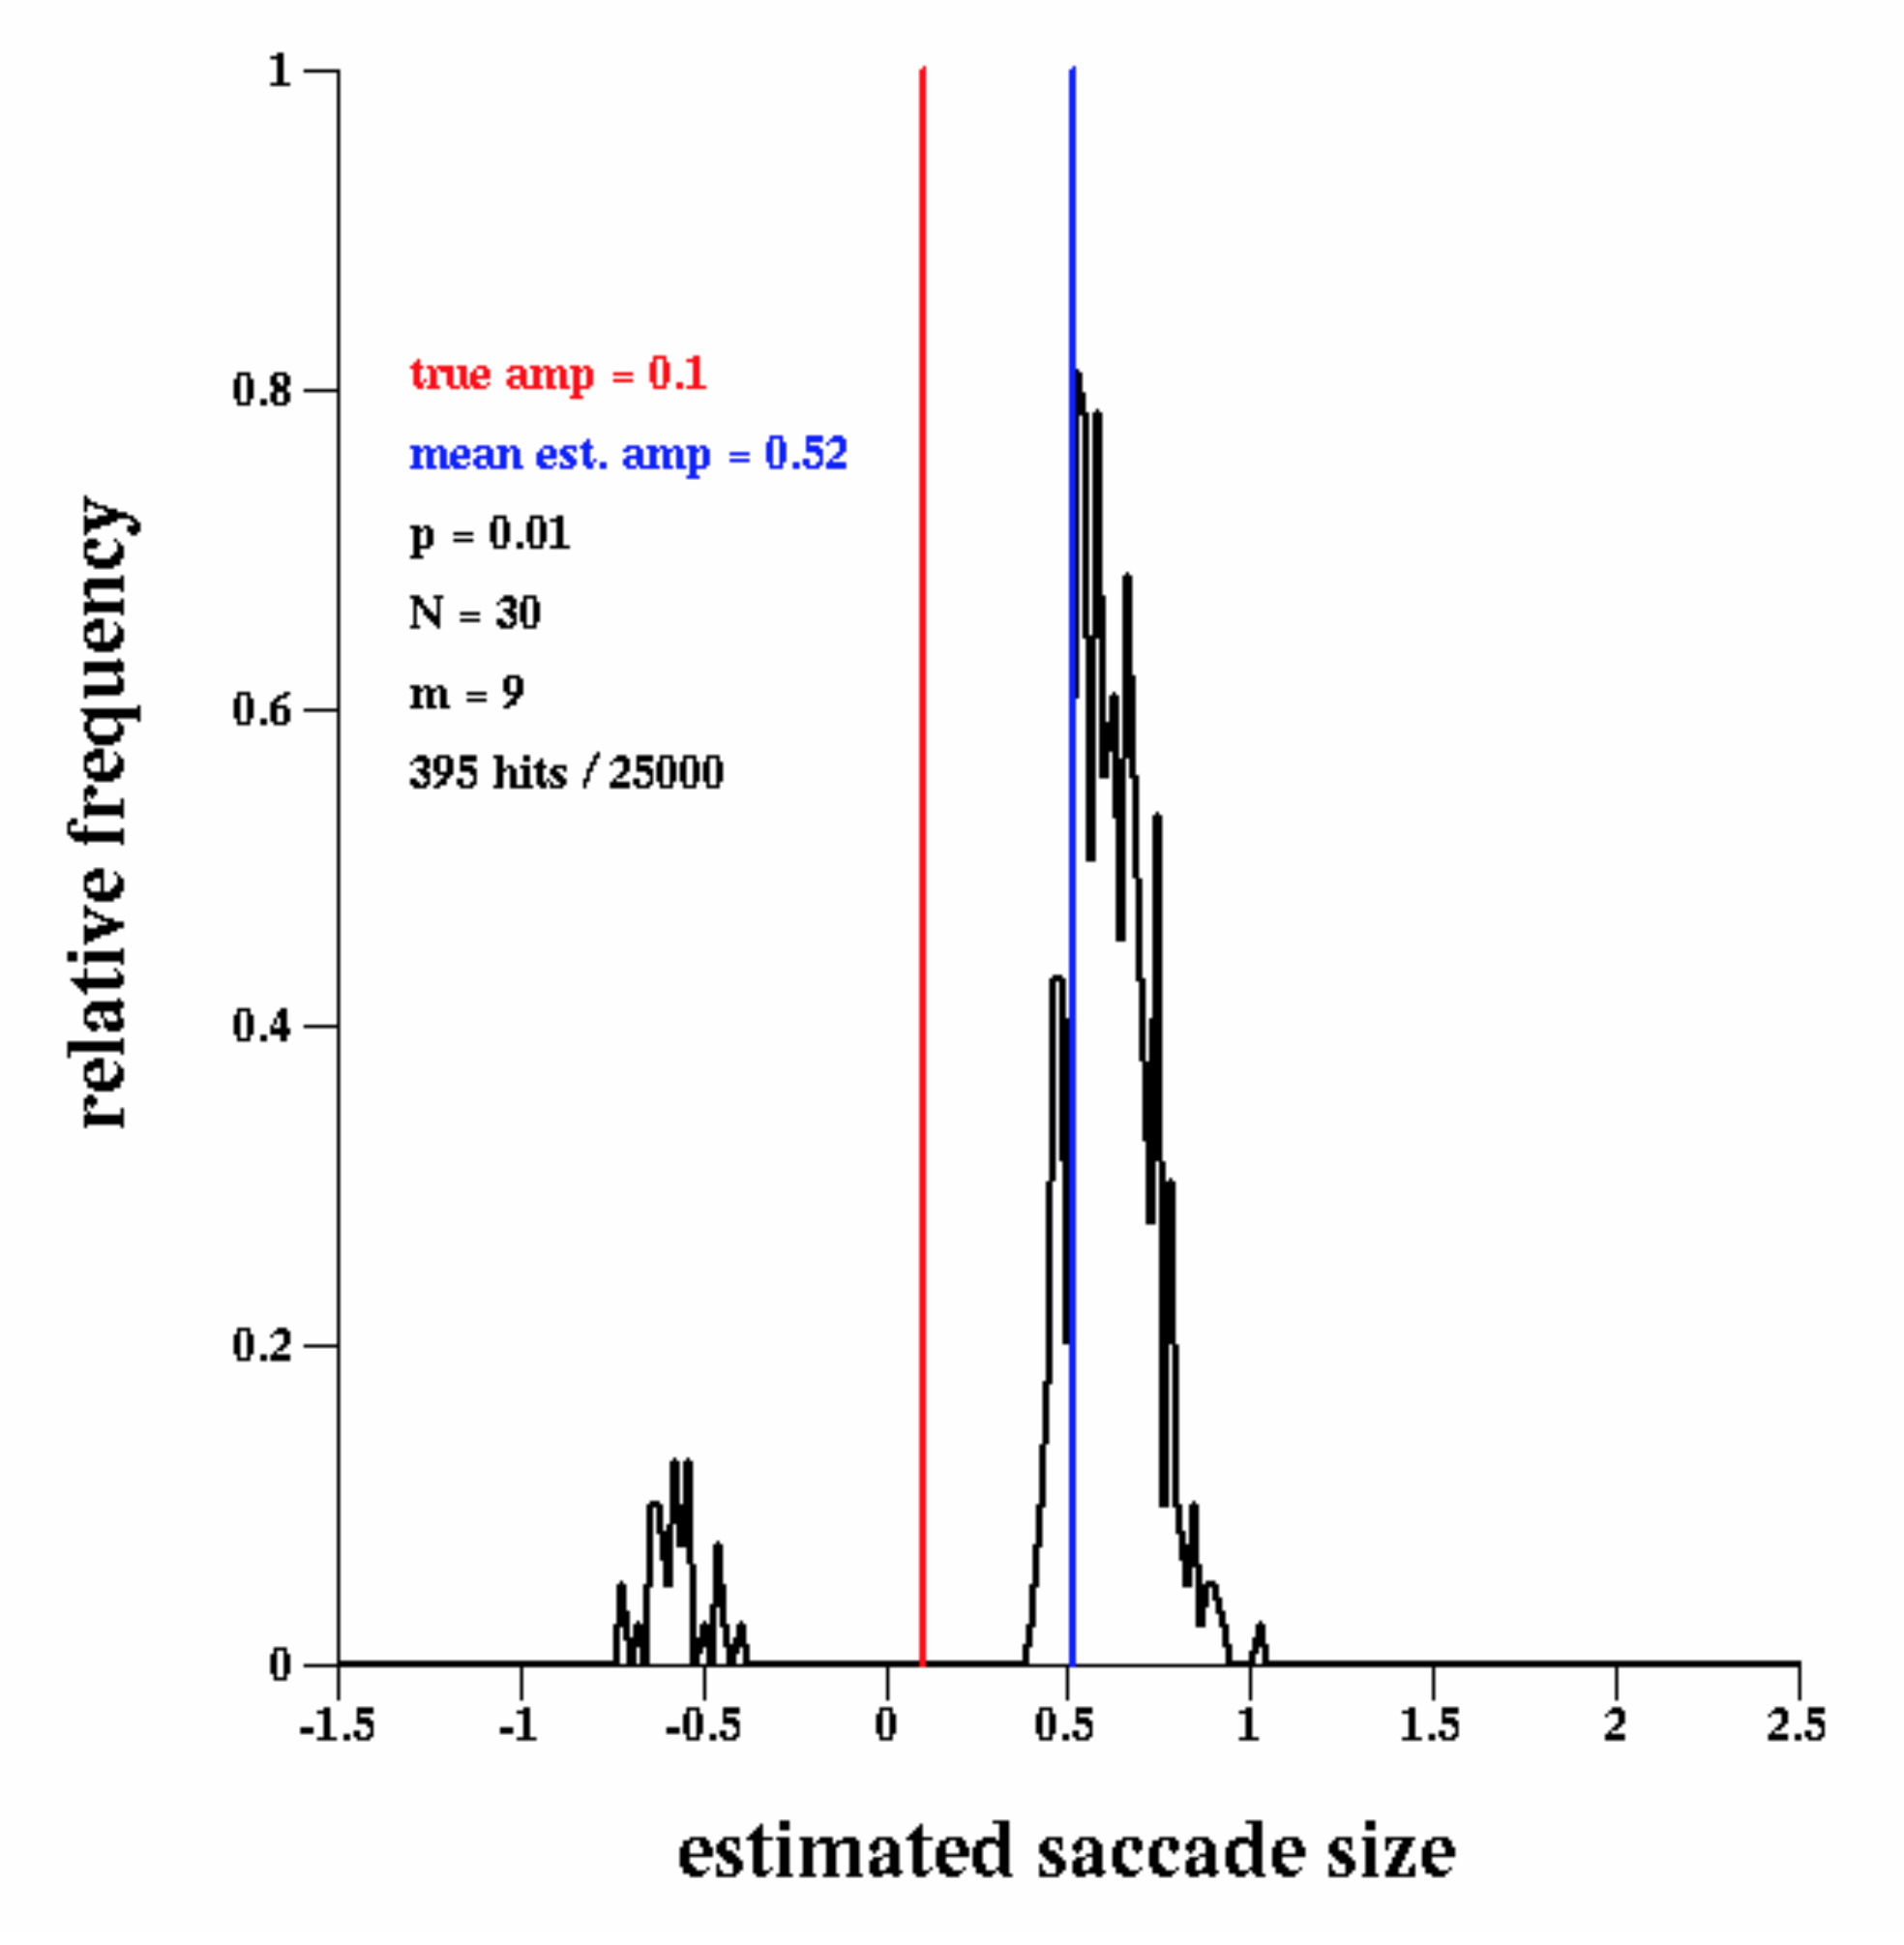 1
0.8
0.6
0.4
0.2
0
relative frequency
true amp = 0.1
mean est. amp = 0.52
p = 0.01
N = 30
m = 9
395 hits / 25000
-1.5 -1 -0.5 0 0.5 1 1.5 2 2.5
estimated saccade size